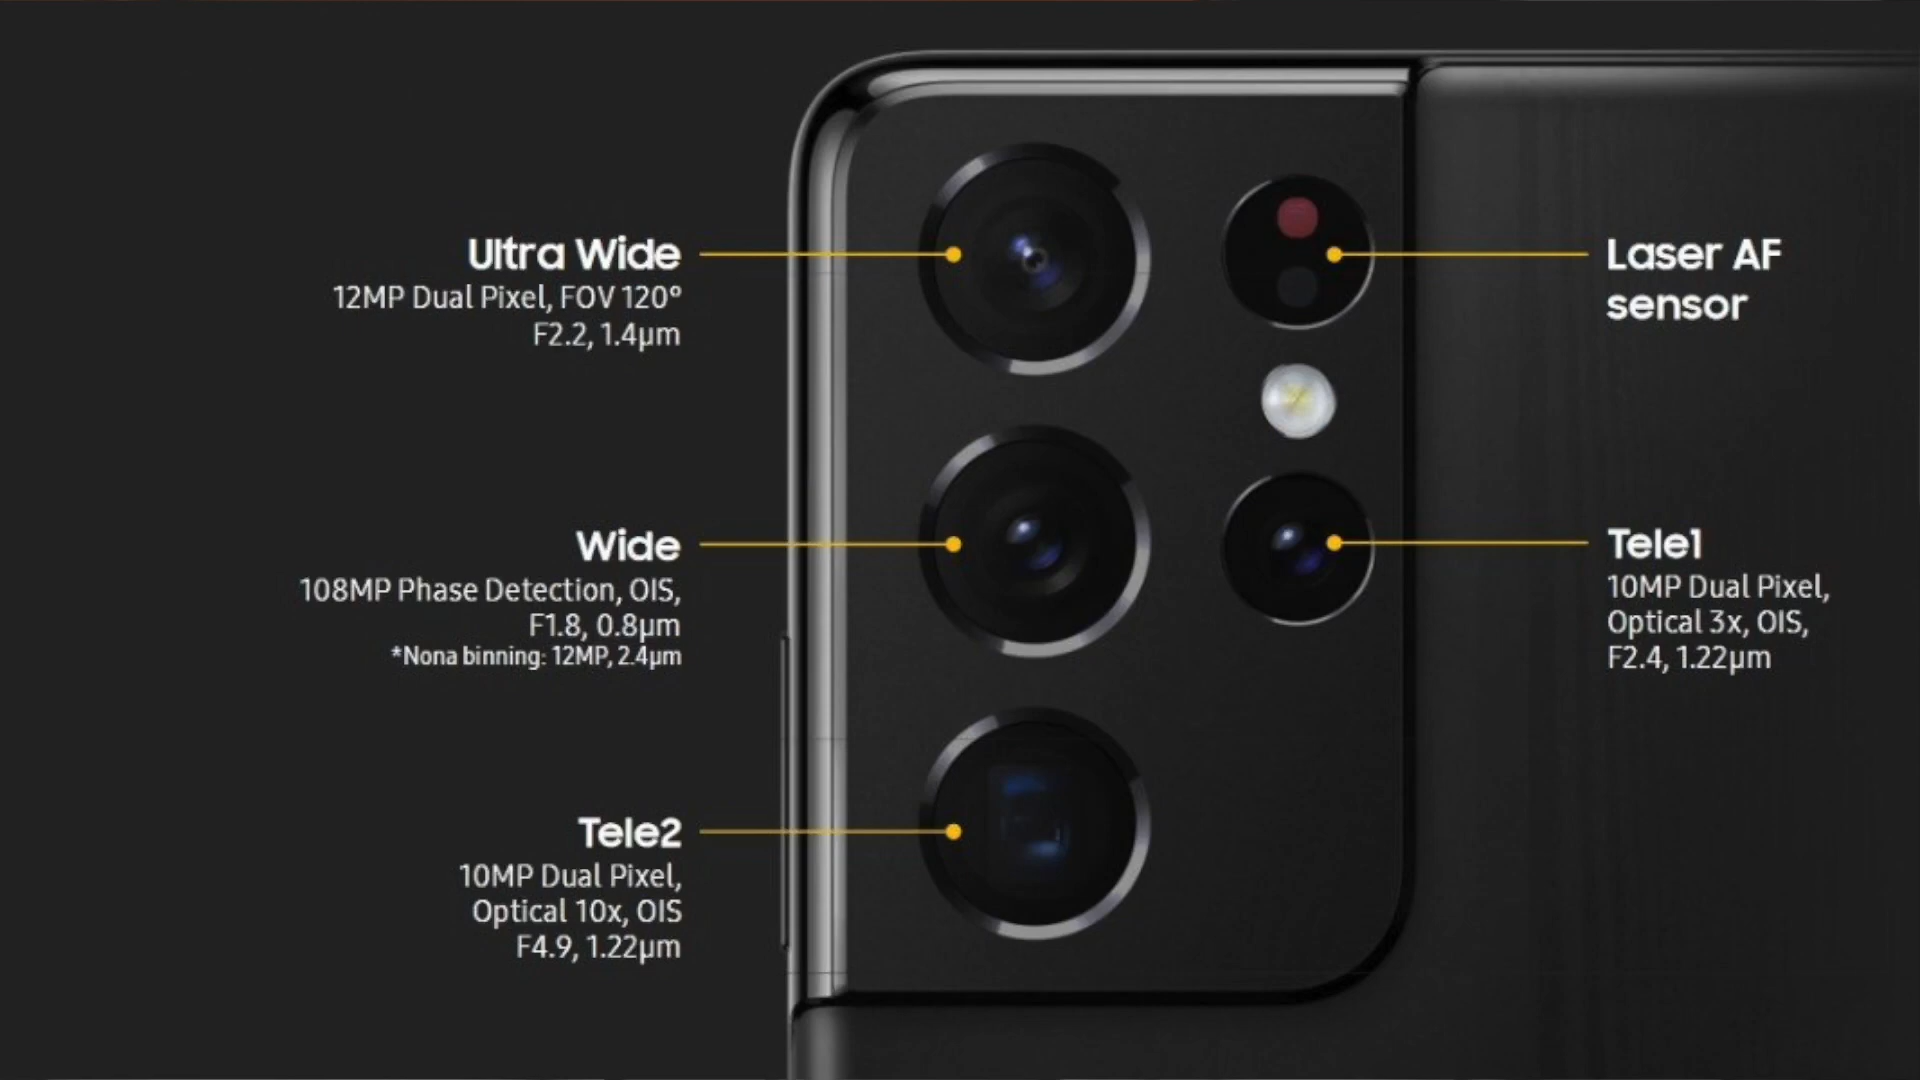 Ultra Wide
12MP Dual Pixel, FOV 120°
F2.2, 1.4µm
Wide
108MP Phase Detection, OIS,
F1.8, 0.8µm
*Nona binning: 12MP, 2.4µm
Tele2
10MP Dual Pixel,
Optical 10x, OIS
F4.9, 1.22µm
Laser AF
sensor
Tele1
10MP Dual Pixel,
Optical 3x, OIS,
F2.4, 1.22µm